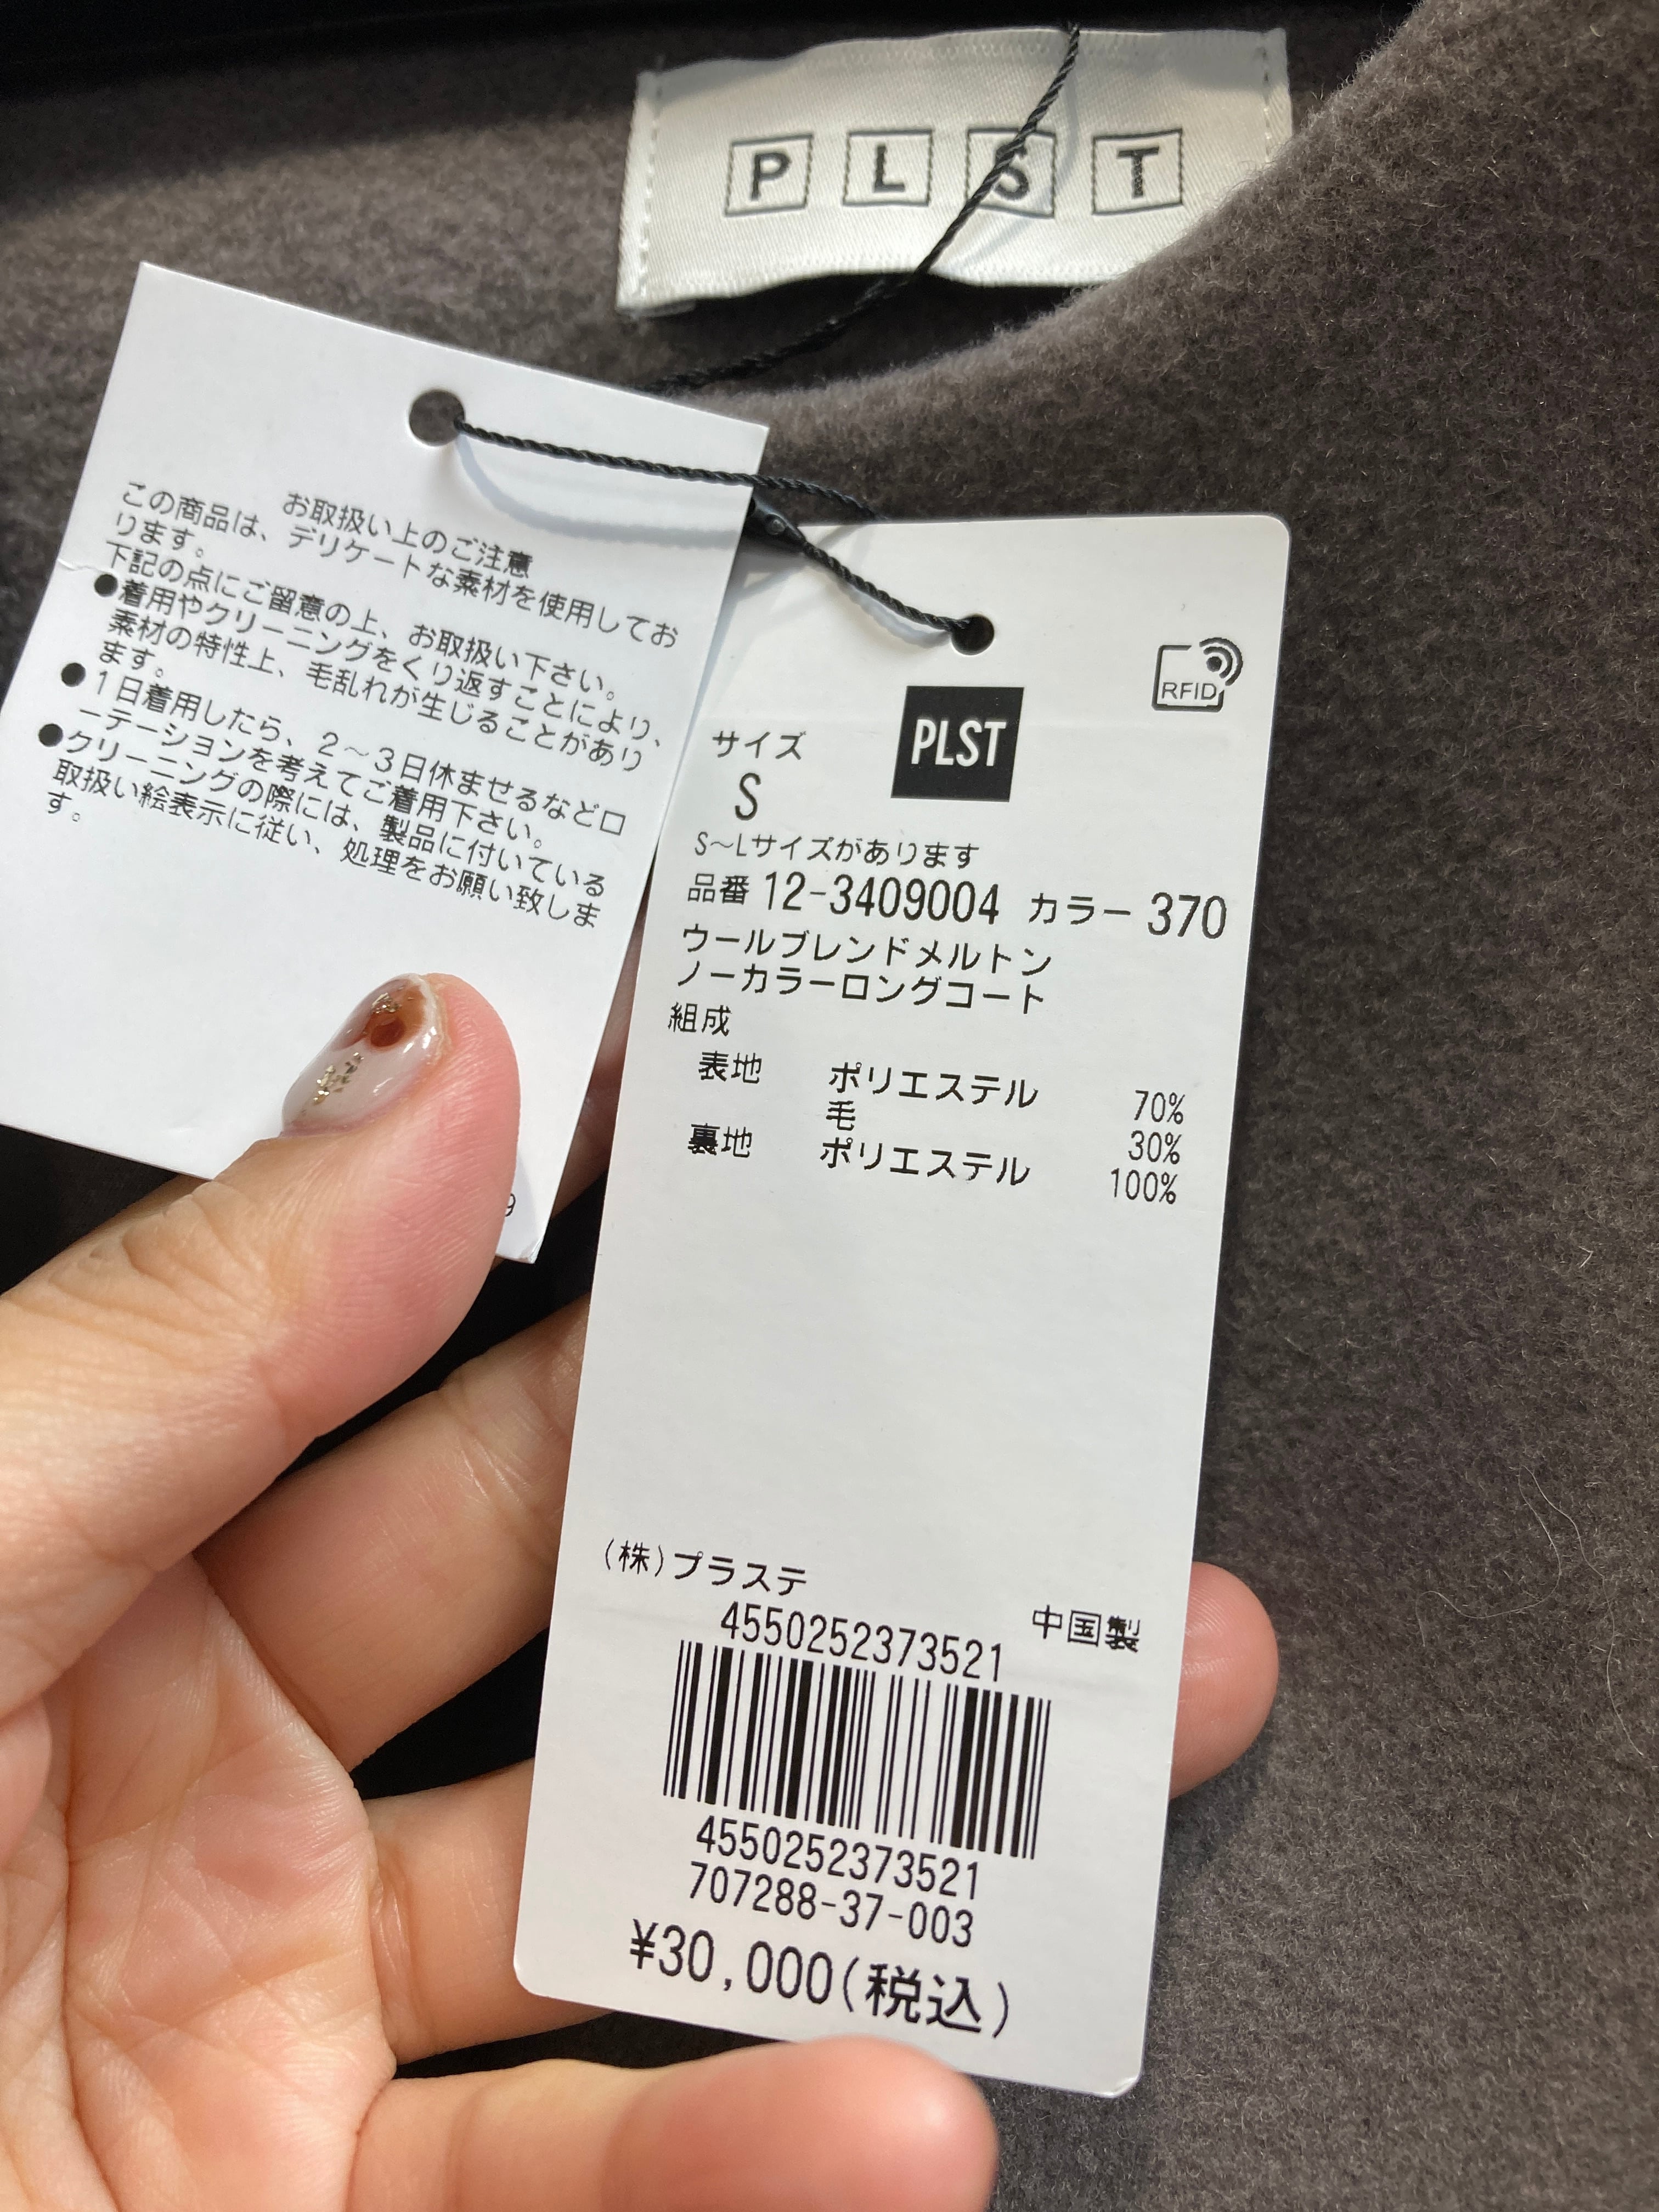 PLST
お取扱い上のご注意
この商品は、デリケートな素材を使用してお
ります。
下記の点にご留意の上、お取扱い下さい。
●着用やクリーニングをくり返すことにより、
素材の特性上、毛乱れが生じることがあり
ます。
●1日着用したら、2〜3日休ませるなどロ
ーテーションを考えてご着用下さい。
●クリーニングの際には、製品に付いている
取扱い絵表示に従い、処理をお願い致しま
す。
9
RFID
PLST
サイズ
S
S〜Lサイズがあります
品番 12-3409004 カラー 370
ウールブレンドメルトン
ノーカラーロングコート
組成
表地 ポリエステル 70%
毛 30%
裏地 ポリエステル 100%
(株)プラステ
中国製
4550252373521
4550252373521
707288-37-003
¥30,000(税込)